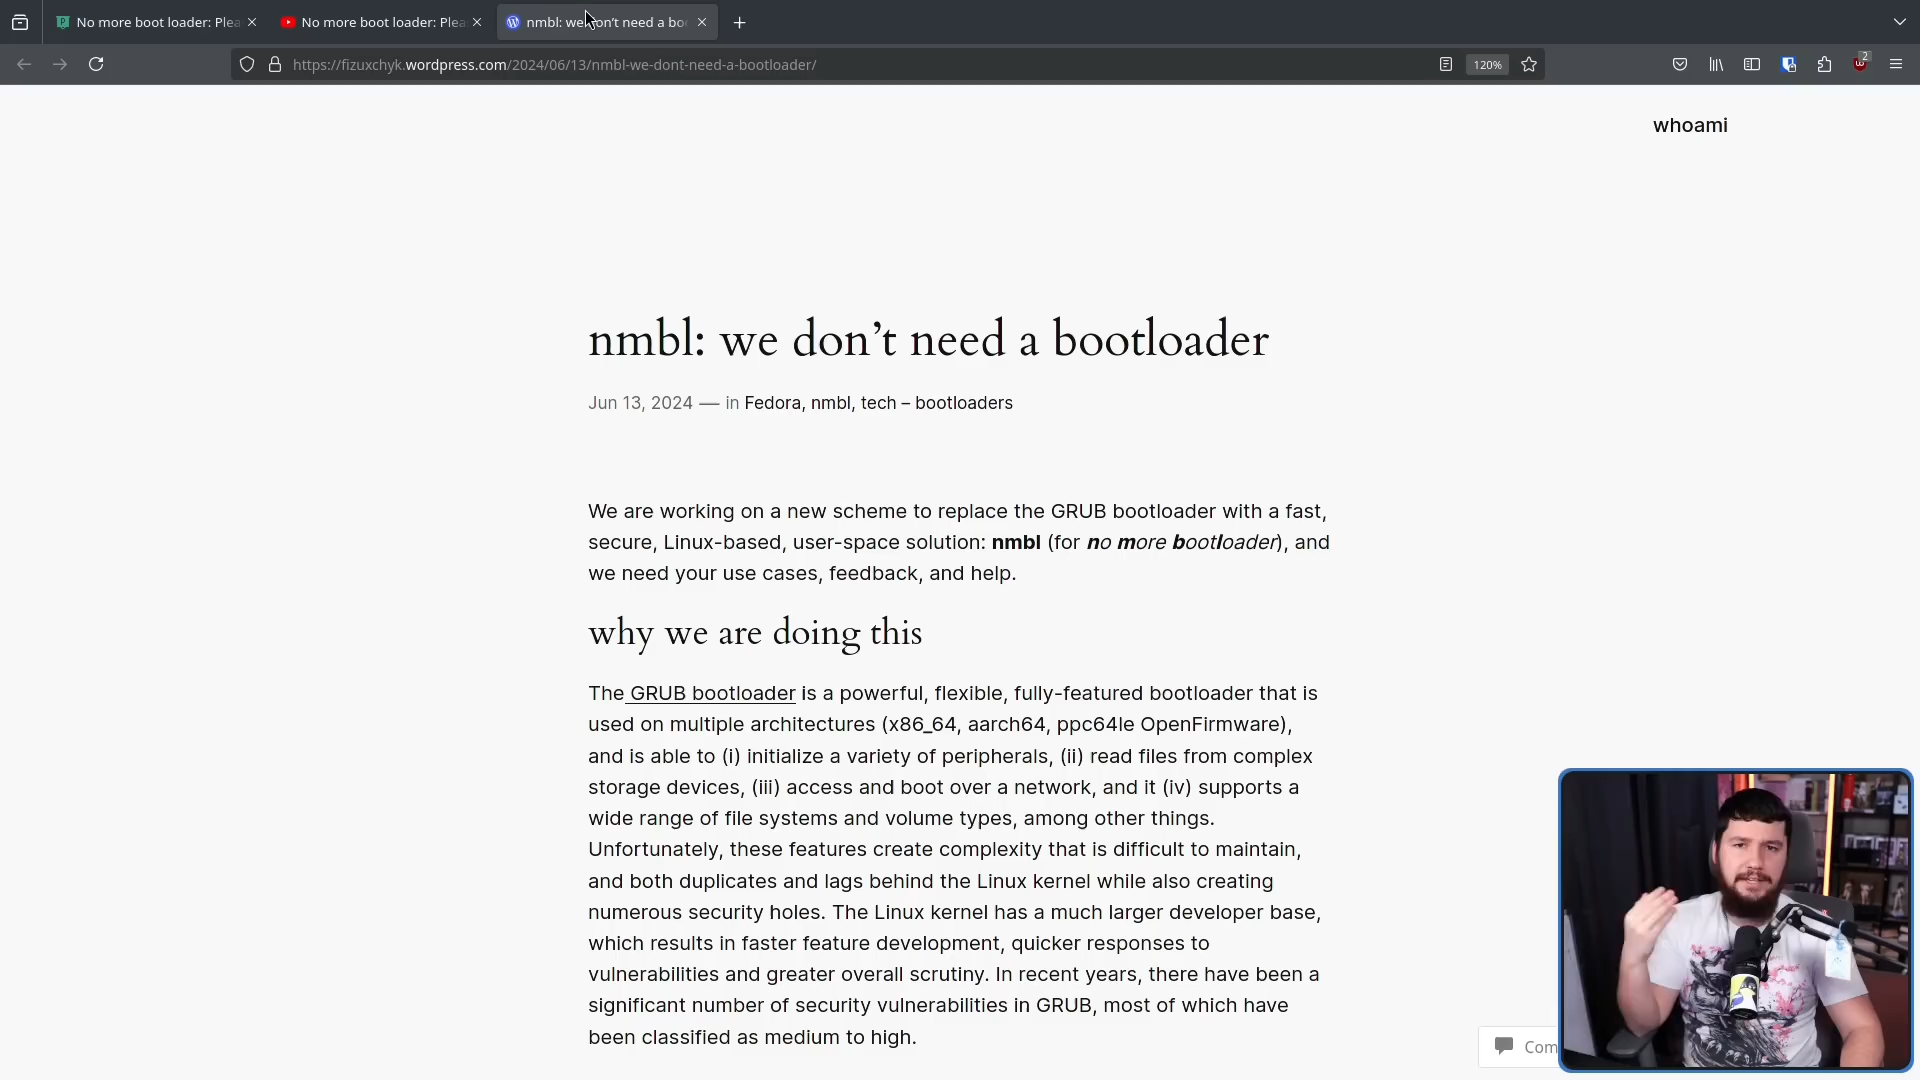 No more boot loader: Plea
No more boot loader: Plea
nmbl: we don't need a bo
https://fizuxchyk.wordpress.com/2024/06/13/nmbl-we-dont-need-a-bootloader/
120%
2
whoami
nmbl: we don’t need a bootloader
Jun 13, 2024 — in Fedora, nmbl, tech – bootloaders
We are working on a new scheme to replace the GRUB bootloader with a fast,
secure, Linux-based, user-space solution: nmbl (for no more bootloader), and
we need your use cases, feedback, and help.
why we are doing this
The GRUB bootloader is a powerful, flexible, fully-featured bootloader that is
used on multiple architectures (x86_64, aarch64, ppc64le OpenFirmware),
and is able to (i) initialize a variety of peripherals, (ii) read files from complex
storage devices, (iii) access and boot over a network, and it (iv) supports a
wide range of file systems and volume types, among other things.
Unfortunately, these features create complexity that is difficult to maintain,
and both duplicates and lags behind the Linux kernel while also creating
numerous security holes. The Linux kernel has a much larger developer base,
which results in faster feature development, quicker responses to
vulnerabilities and greater overall scrutiny. In recent years, there have been a
significant number of security vulnerabilities in GRUB, most of which have
been classified as medium to high.
Com